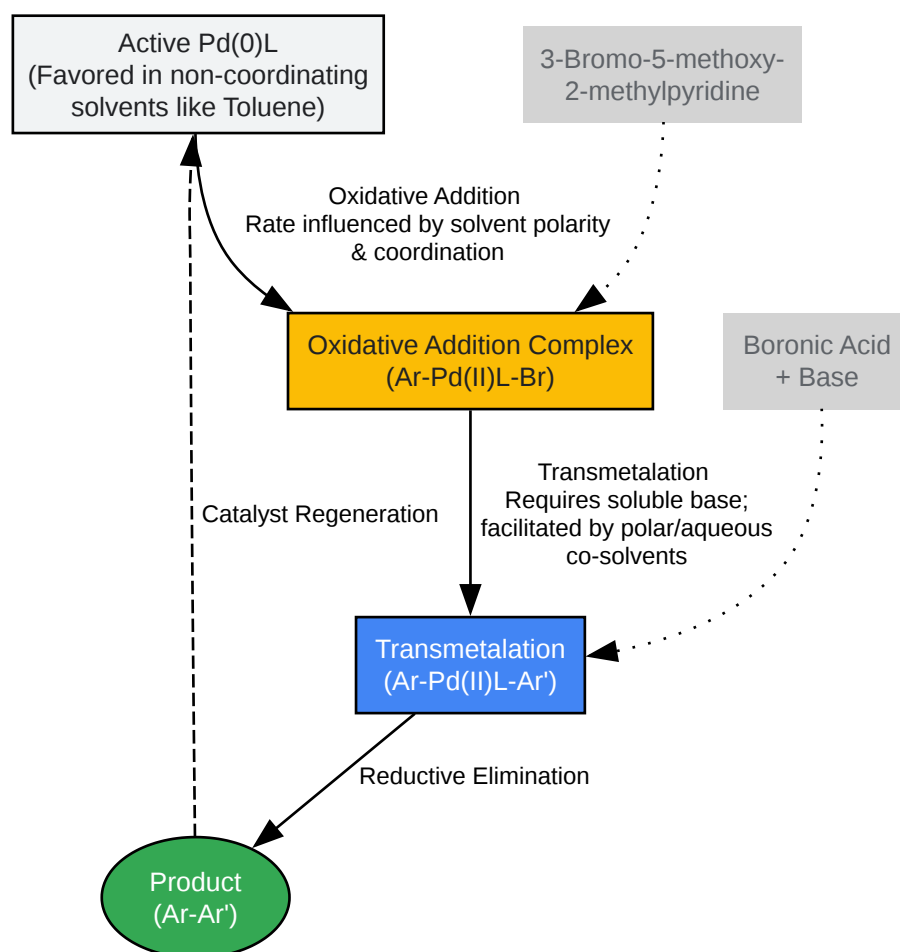 Active Pd(0)L
(Favored in non-coordinating
solvents like Toluene)
3-Bromo-5-methoxy-
2-methylpyridine
Oxidative Addition
Rate influenced by solvent polarity
& coordination
Oxidative Addition Complex
(Ar-Pd(II)L-Br)
Boronic Acid
+ Base
Transmetalation
Requires soluble base;
facilitated by polar/aqueous
co-solvents
Catalyst Regeneration
Transmetalation
(Ar-Pd(II)L-Ar')
Reductive Elimination
Product
(Ar-Ar')